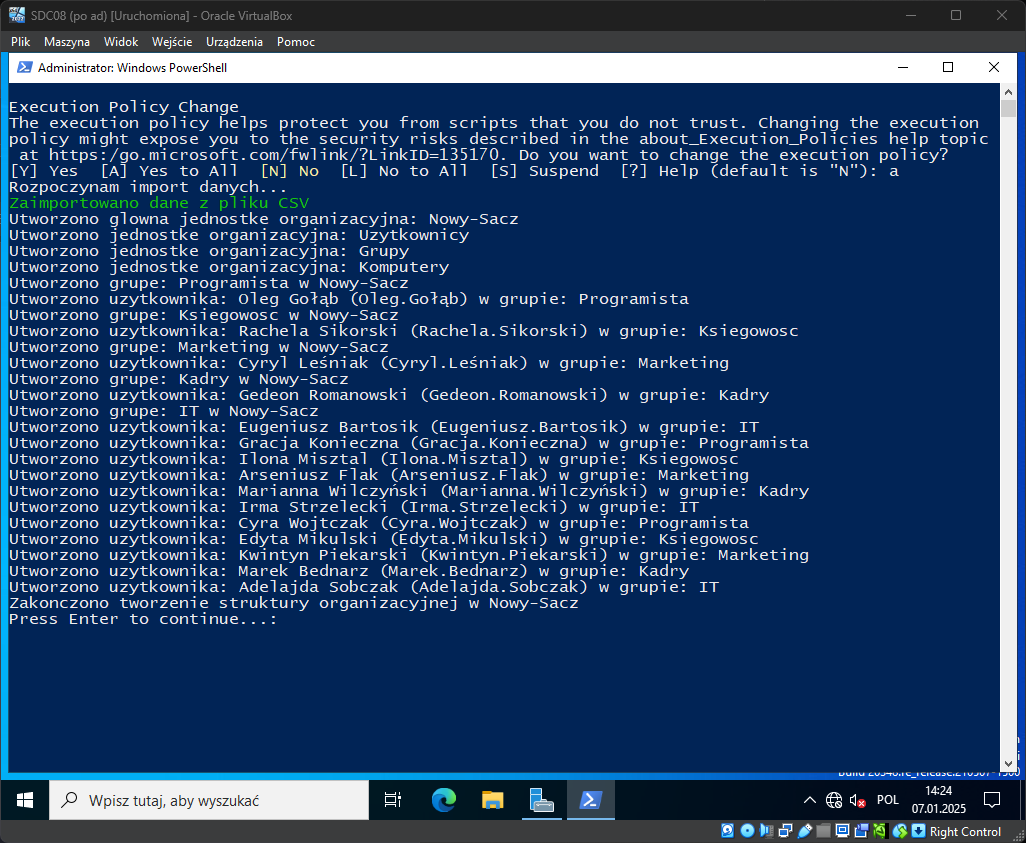 SDC08 (po ad) [Uruchomiona] - Oracle VirtualBox
Plik Maszyna Widok Wejście Urządzenia Pomoc
Administrator: Windows PowerShell
Execution Policy Change
The execution policy helps protect you from scripts that you do not trust. Changing the execution
policy might expose you to the security risks described in the about_Execution_Policies help topic
at https:/go.microsoft.com/fwlink/?LinkID=135170. Do you want to change the execution policy?
[Y] Yes [A] Yes to All [N] No [L] No to All [S] Suspend [?] Help (default is "N"): a
Rozpoczynam import danych...
Zaimportowano dane z pliku CSV
Utworzono glowna jednostke organizacyjna: Nowy-Sacz
Utworzono jednostke organizacyjna: Uzytkownicy
Utworzono jednostke organizacyjna: Grupy
Utworzono jednostke organizacyjna: Komputery
Utworzono grupe: Programista w Nowy-Sacz
Utworzono uzytkownika: Oleg Gołąb (Oleg.Gołąb) w grupie: Programista
Utworzono grupe: Ksiegowosc w Nowy-Sacz
Utworzono uzytkownika: Rachela Sikorski (Rachela.Sikorski) w grupie: Ksiegowosc
Utworzono grupe: Marketing w Nowy-Sacz
Utworzono uzytkownika: Cyryl Leśniak (Cyryl.Leśniak) w grupie: Marketing
Utworzono grupe: Kadry w Nowy-Sacz
Utworzono uzytkownika: Gedeon Romanowski (Gedeon.Romanowski) w grupie: Kadry
Utworzono grupe: IT w Nowy-Sacz
Utworzono uzytkownika: Eugeniusz Bartosik (Eugeniusz.Bartosik) w grupie: IT
Utworzono uzytkownika: Gracja Konieczna (Gracja.Konieczna) w grupie: Programista
Utworzono uzytkownika: Ilona Misztal (Ilona.Misztal) w grupie: Ksiegowosc
Utworzono uzytkownika: Arseniusz Flak (Arseniusz.Flak) w grupie: Marketing
Utworzono uzytkownika: Marianna Wilczyński (Marianna.Wilczyński) w grupie: Kadry
Utworzono uzytkownika: Irma Strzelecki (Irma.Strzelecki) w grupie: IT
Utworzono uzytkownika: Cyra Wojtczak (Cyra.Wojtczak) w grupie: Programista
Utworzono uzytkownika: Edyta Mikulski (Edyta.Mikulski) w grupie: Ksiegowosc
Utworzono uzytkownika: Kwintyn Piekarski (Kwintyn.Piekarski) w grupie: Marketing
Utworzono uzytkownika: Marek Bednarz (Marek.Bednarz) w grupie: Kadry
Utworzono uzytkownika: Adelajda Sobczak (Adelajda.Sobczak) w grupie: IT
Zakonczono tworzenie struktury organizacyjnej w Nowy-Sacz
Press Enter to continue...:
Wpisz tutaj, aby wyszukać
POL
14:24
07.01.2025
Right Control